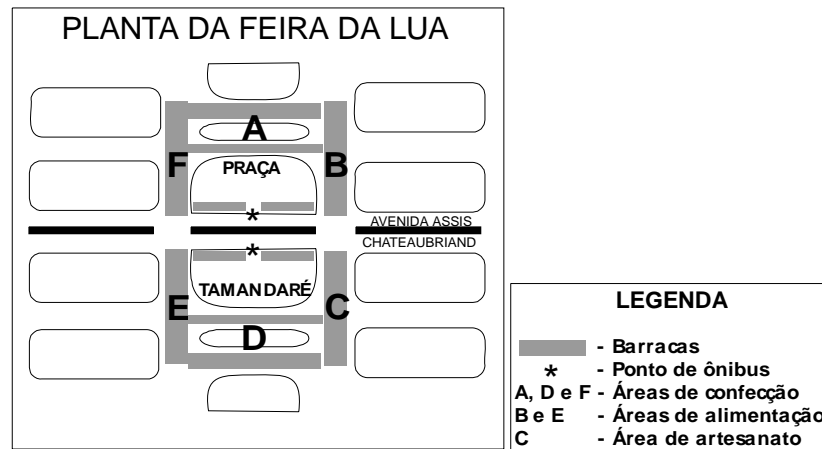 PLANTA DA FEIRA DA LUA
A
F
B
PRAÇA
*
AVENIDA ASSIS
CHATEAUBRIAND
*
TAMANDARÉ
E
C
D
LEGENDA
- Barracas
* - Ponto de ônibus
A, D e F - Áreas de confecção
B e E - Áreas de alimentação
C - Área de artesanato